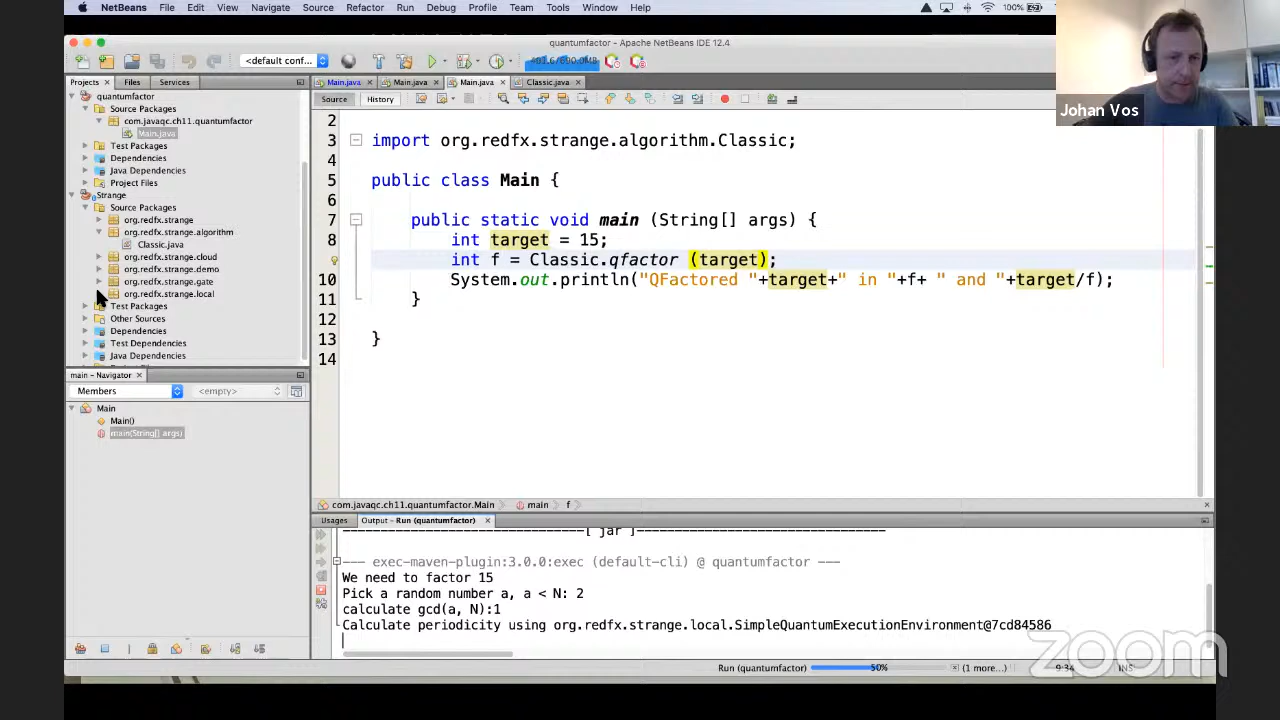 NetBeans File Edit View Navigate Source Refactor Run Debug Profile Team Tools Window Help 100%
quantumfactor - Apache NetBeans IDE 12.4
<default conf...
Projects Files Services
Main.java Main.java Main.java Classic.java
Source History
quantumfactor
Source Packages
com.javaqc.ch11.quantumfactor
Main.java
Test Packages
Dependencies
Java Dependencies
Project Files
Strange
Source Packages
org.redfx.strange
org.redfx.strange.algorithm
Classic.java
org.redfx.strange.cloud
org.redfx.strange.demo
org.redfx.strange.gate
org.redfx.strange.local
Test Packages
Other Sources
Dependencies
Test Dependencies
Java Dependencies
2
3 import org.redfx.strange.algorithm.Classic;
4
5 public class Main {
6
7 public static void main (String[] args) {
8 int target = 15;
int f = Classic.qfactor (target);
10 System.out.println("QFactored "+target+" in "+f+ " and "+target/f);
11 }
12
13 }
14
Johan Vos
main - Navigator
Members <empty>
Main
Main()
main(String[] args)
com.javaqc.ch11.quantumfactor.Main main f
Usages Output - Run (quantumfactor)
--------------------------------[ jar ]---------------------------------
--- exec-maven-plugin:3.0.0:exec (default-cli) @ quantumfactor ---
We need to factor 15
Pick a random number a, a < N: 2
calculate gcd(a, N):1
Calculate periodicity using org.redfx.strange.local.SimpleQuantumExecutionEnvironment@7cd84586
Run (quantumfactor) 50% (1 more...) 9:34 INS
zoom